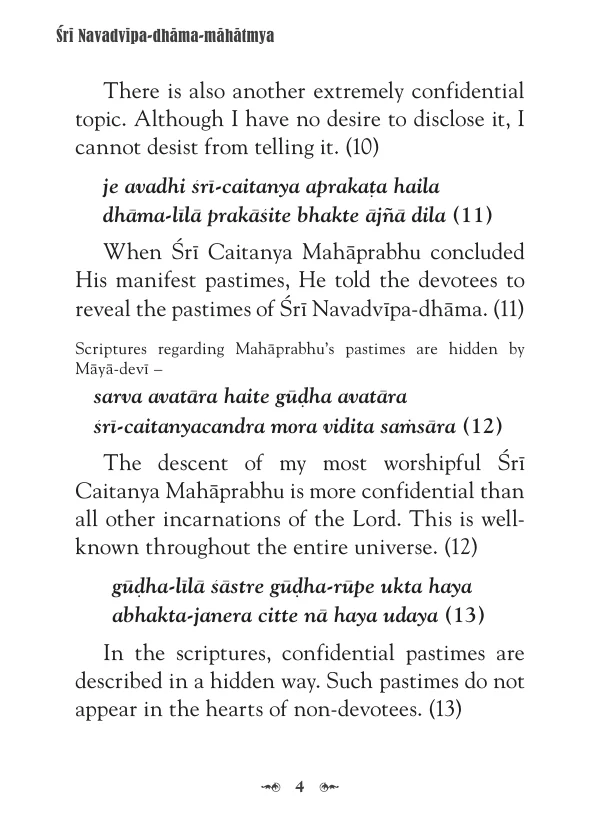 Śrī Navadvīpa-dhāma-māhātmya
There is also another extremely confidential
topic. Although I have no desire to disclose it, I
cannot desist from telling it. (10)
je avadhi śrī-caitanya aprakaṭa haila
dhāma-līlā prakāśite bhakte ājñā dila (11)
When Śrī Caitanya Mahāprabhu concluded
His manifest pastimes, He told the devotees to
reveal the pastimes of Śrī Navadvīpa-dhāma. (11)
Scriptures regarding Mahāprabhu’s pastimes are hidden by
Māyā-devī –
sarva avatāra haite gūḍha avatāra
śrī-caitanyacandra mora vidita saṁsāra (12)
The descent of my most worshipful Śrī
Caitanya Mahāprabhu is more confidential than
all other incarnations of the Lord. This is well-
known throughout the entire universe. (12)
gūḍha-līlā śāstre gūḍha-rūpe ukta haya
abhakta-janera citte nā haya udaya (13)
In the scriptures, confidential pastimes are
described in a hidden way. Such pastimes do not
appear in the hearts of non-devotees. (13)
4